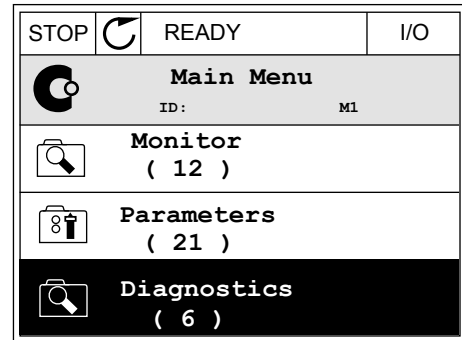 STOP READY I/O
Main Menu
ID: M1
Monitor
( 12 )
Parameters
( 21 )
Diagnostics
( 6 )